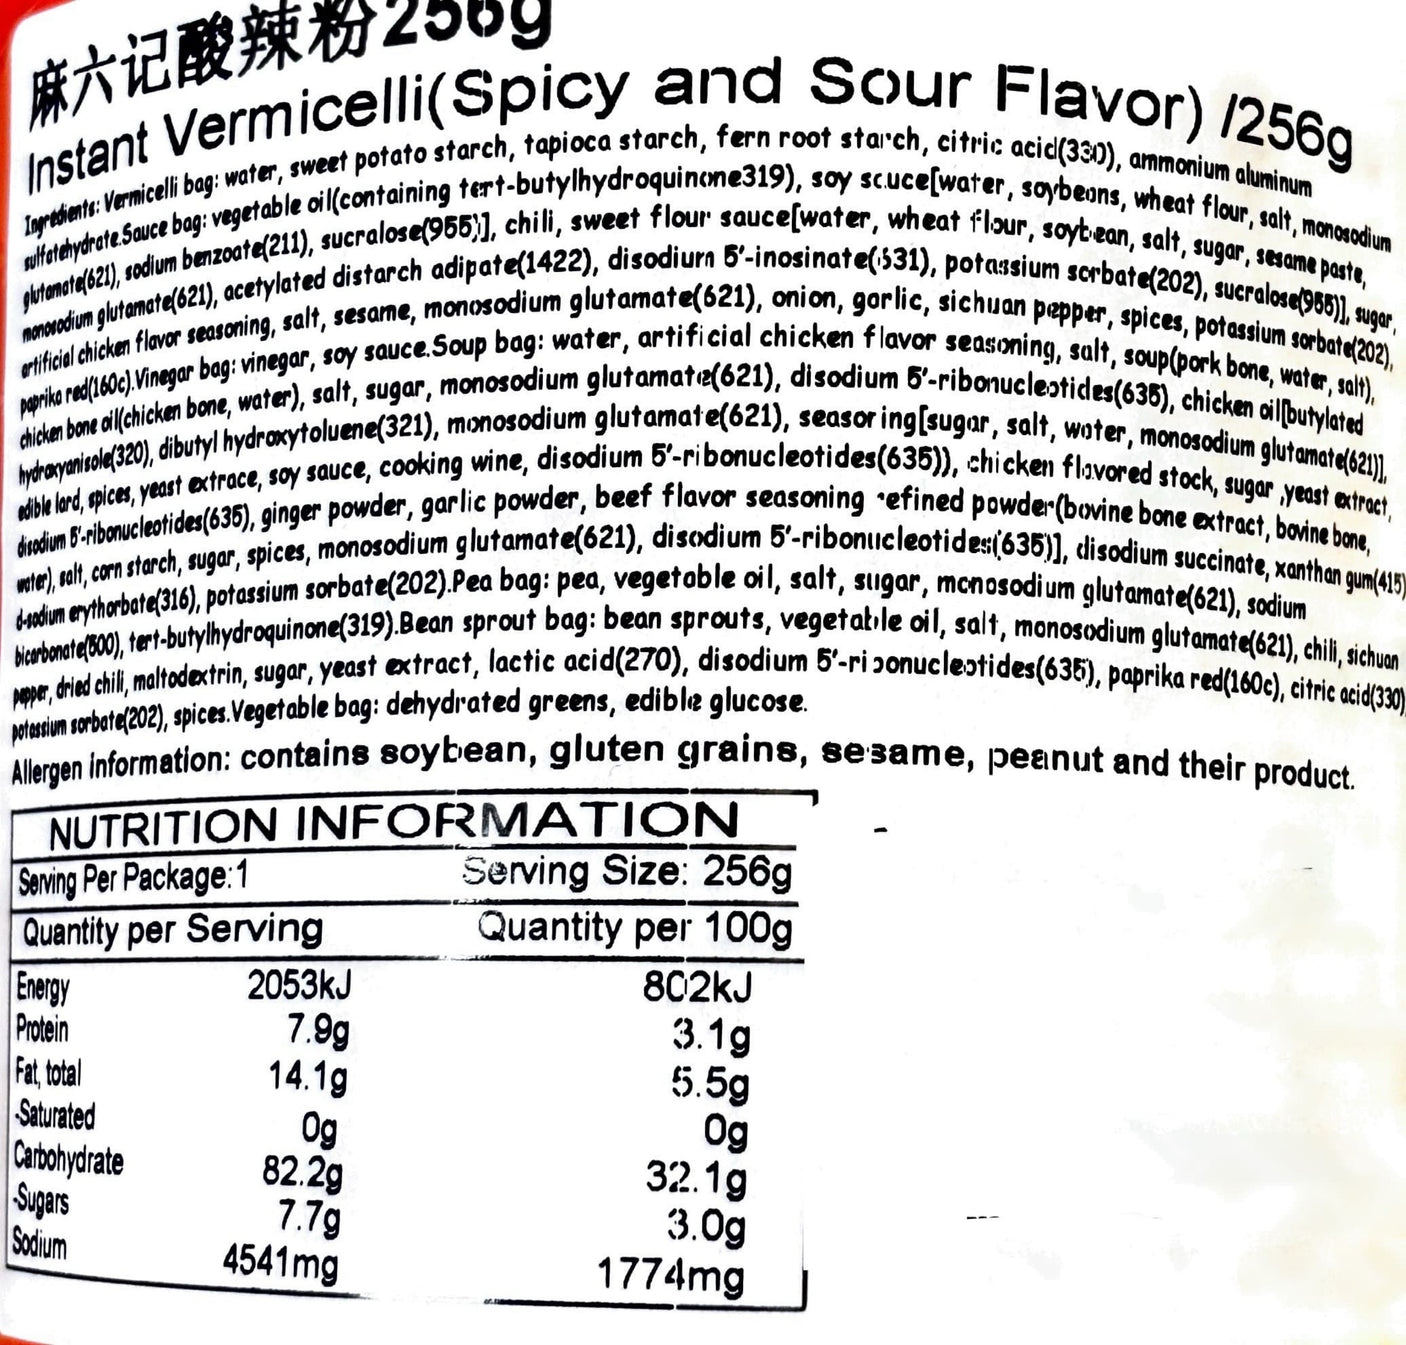 麻六记酸辣粉256g
Instant Vermicelli(Spicy and Sour Flavor) /256g
Ingredients: Vermicelli bag: water, sweet potato starch, tapioca starch, fern root starch, citric acid(330), ammonium aluminum
sulfatehydrate.Sauce bag: vegetable oil(containing tert-butylhydroquinone319), soy sauce[water, soybeans, wheat flour, salt, monosodium
glutamate(621), sodium benzoate(211), sucralose(955)], chili, sweet flour sauce[water, wheat flour, soybean, salt, sugar, sesame paste,
monosodium glutamate(621), acetylated distarch adipate(1422), disodium 5'-inosinate(631), potassium sorbate(202), sucralose(955)], sugar,
artificial chicken flavor seasoning, salt, sesame, monosodium glutamate(621), onion, garlic, sichuan pepper, spices, potassium sorbate(202),
paprika red(160c).Vinegar bag: vinegar, soy sauce.Soup bag: water, artificial chicken flavor seasoning, salt, soup(pork bone, water, salt),
chicken bone oil(chicken bone, water), salt, sugar, monosodium glutamate(621), disodium 5'-ribonucleotides(635), chicken oil[butylated
hydroxyanisole(320), dibutyl hydroxytoluene(321), monosodium glutamate(621), seasoring[sugar, salt, water, monosodium glutamate(621)],
edible lard, spices, yeast extrace, soy sauce, cooking wine, disodium 5'-ribonucleotides(635)), chicken flavored stock, sugar ,yeast extract,
disodium 5'-ribonucleotides(635), ginger powder, garlic powder, beef flavor seasoning refined powder(bovine bone extract, bovine bone,
water), salt, corn starch, sugar, spices, monosodium glutamate(621), disodium 5'-ribonucleotides(635)], disodium succinate, xanthan gum(415)
d-sodium erythorbate(316), potassium sorbate(202).Pea bag: pea, vegetable oil, salt, sugar, monosodium glutamate(621), sodium
bicarbonate(500), tert-butylhydroquinone(319).Bean sprout bag: bean sprouts, vegetable oil, salt, monosodium glutamate(621), chili, sichuan
pepper, dried chili, maltodextrin, sugar, yeast extract, lactic acid(270), disodium 5'-ribonucleotides(635), paprika red(160c), citric acid(330),
potassium sorbate(202), spices.Vegetable bag: dehydrated greens, edible glucose.
Allergen information: contains soybean, gluten grains, sesame, peanut and their product.
NUTRITION INFORMATION
Serving Per Package:1 Serving Size: 256g
Quantity per Serving Quantity per 100g
Energy 2053kJ 802kJ
Protein 7.9g 3.1g
Fat, total 14.1g 5.5g
-Saturated 0g 0g
Carbohydrate 82.2g 32.1g
-Sugars 7.7g 3.0g
Sodium 4541mg 1774mg